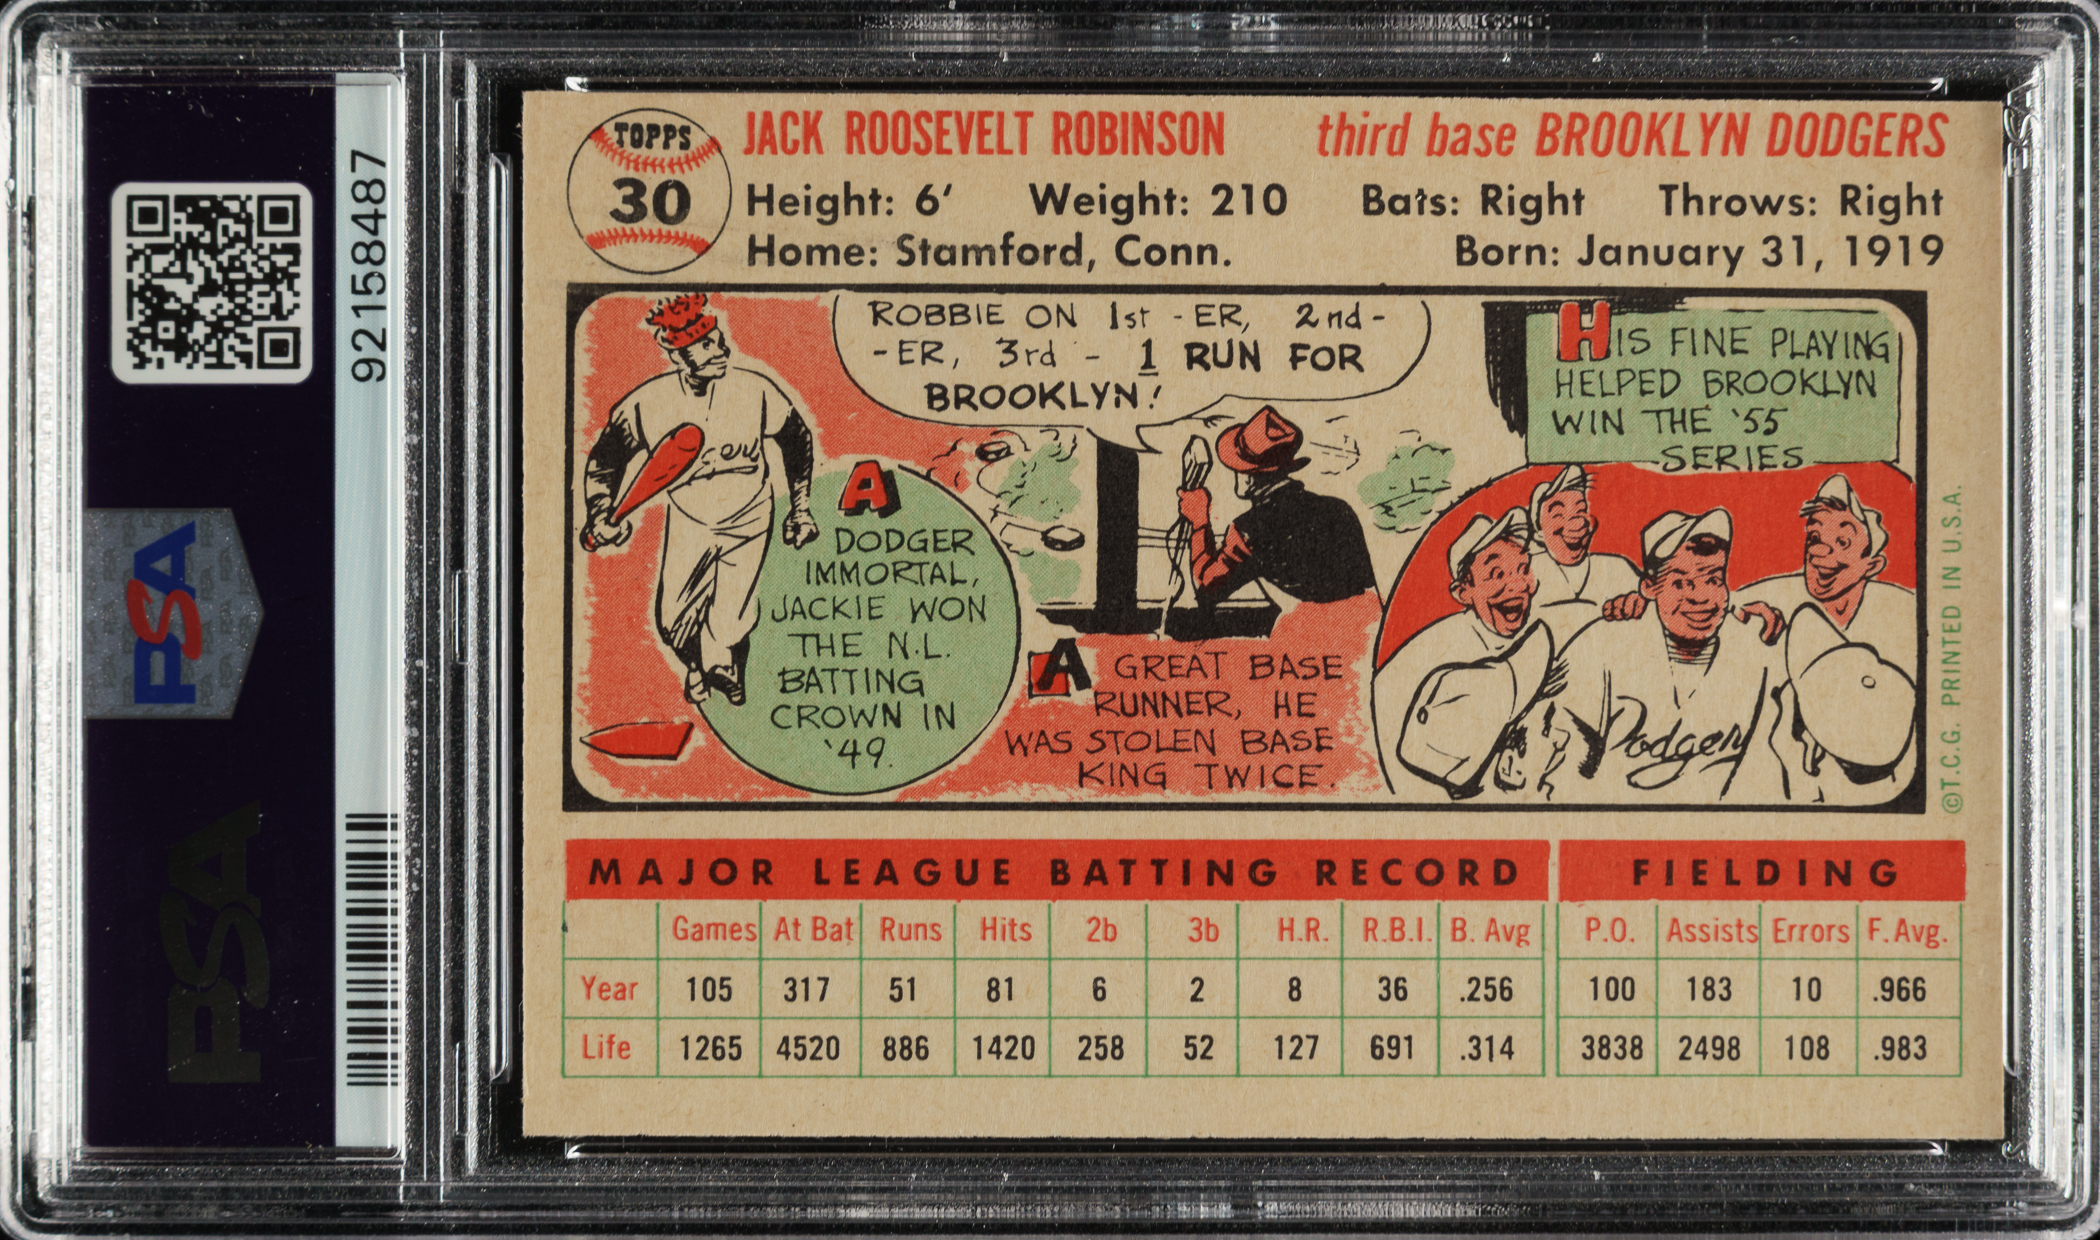 92158487
PSA
PSA
TOPPS
30
JACK ROOSEVELT ROBINSON third base BROOKLYN DODGERS
Height: 6' Weight: 210 Bats: Right Throws: Right
Home: Stamford, Conn. Born: January 31, 1919
ROBBIE ON 1st - ER, 2nd -
- ER, 3rd - 1 RUN FOR
BROOKLYN!
HIS FINE PLAYING
HELPED BROOKLYN
WIN THE '55
SERIES
A
DODGER
IMMORTAL,
JACKIE WON
THE N.L.
BATTING
CROWN IN
'49.
A GREAT BASE
RUNNER, HE
WAS STOLEN BASE
KING TWICE.
Dodgers
©T.C.G. PRINTED IN U.S.A.
MAJOR LEAGUE BATTING RECORD FIELDING
Games At Bat Runs Hits 2b 3b H.R. R.B.I. B. Avg P.O. Assists Errors F. Avg.
Year 105 317 51 81 6 2 8 36 .256 100 183 10 .966
Life 1265 4520 886 1420 258 52 127 691 .314 3838 2498 108 .983